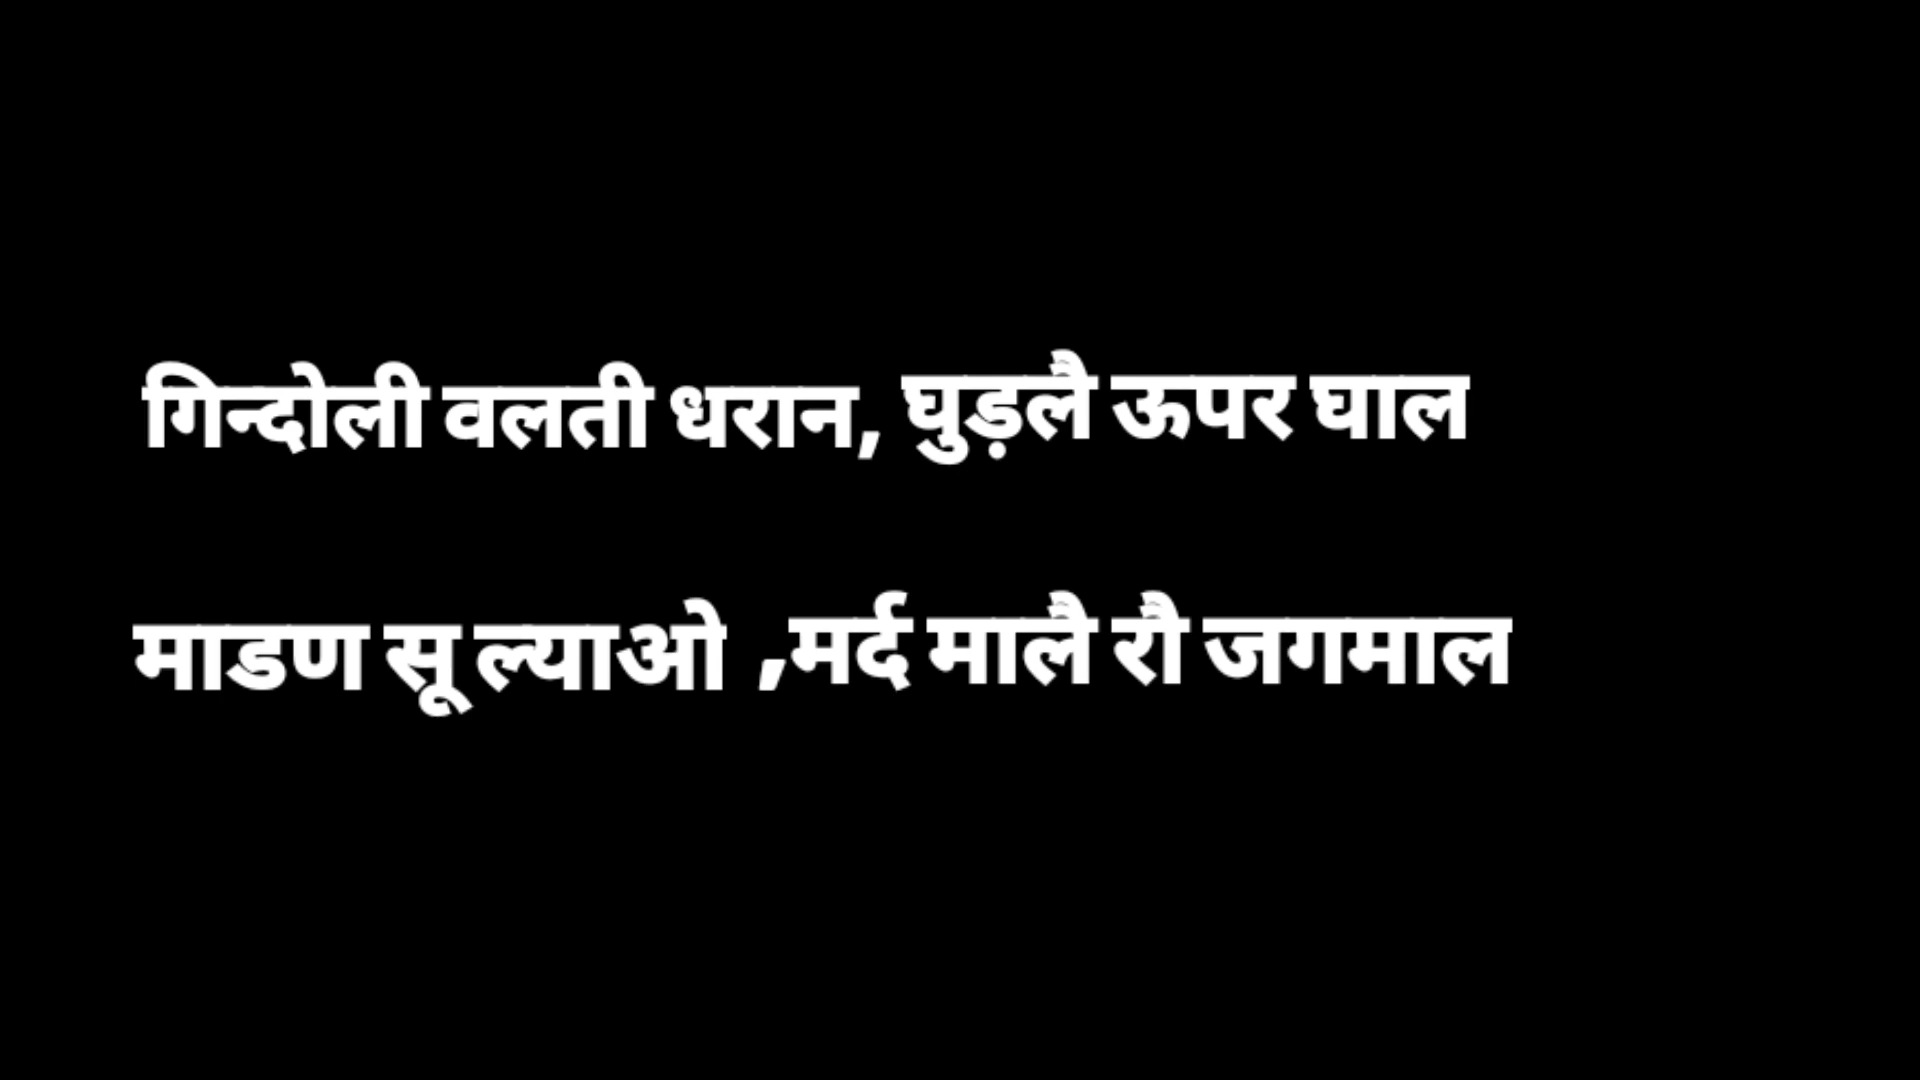 गिन्दोली वलती धरान, घुड़लै ऊपर घाल
माडण सू ल्याओ ,मर्द मालै रौ जगमाल